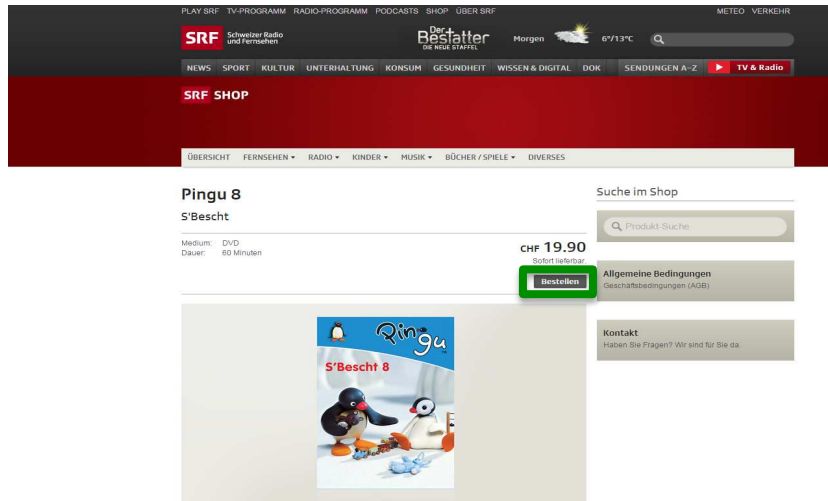 PLAY SRF TV-PROGRAMM RADIO-PROGRAMM PODCASTS SHOP ÜBER SRF METEO VERKEHR
SRF Schweizer Radio und Fernsehen
Der Bestatter
DIE NEUE STAFFEL
Morgen 6°/13°C
NEWS SPORT KULTUR UNTERHALTUNG KONSUM GESUNDHEIT WISSEN & DIGITAL DOK SENDUNGEN A–Z TV & Radio
SRF SHOP
ÜBERSICHT FERNSEHEN RADIO KINDER MUSIK BÜCHER / SPIELE DIVERSES
Pingu 8
S'Bescht
Medium: DVD
Dauer: 60 Minuten
CHF 19.90
Sofort lieferbar.
Bestellen
Pingu
S'Bescht 8
Suche im Shop
Produkt-Suche
Allgemeine Bedingungen
Geschäftsbedingungen (AGB)
Kontakt
Haben Sie Fragen? Wir sind für Sie da.